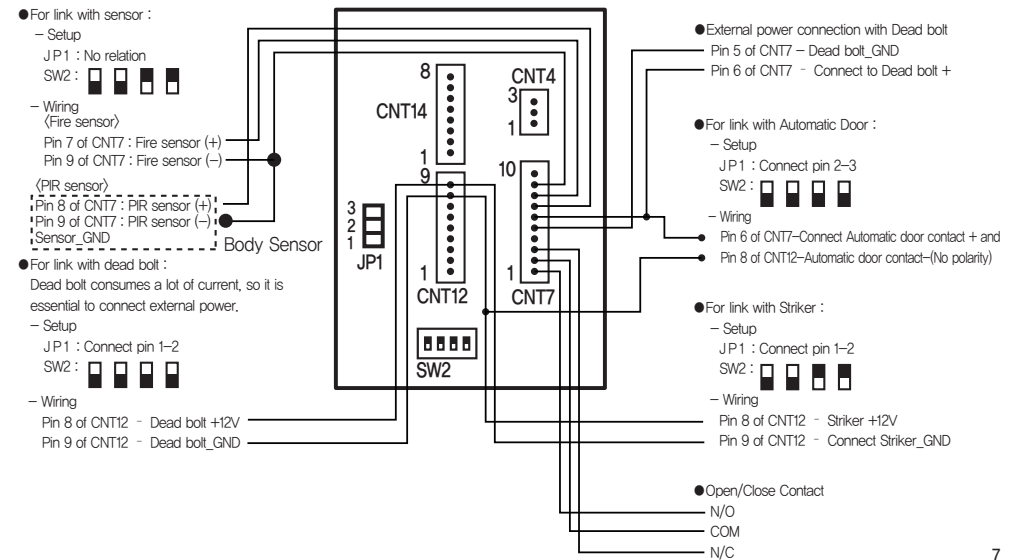 ●For link with sensor :
− Setup
JP1 : No relation
SW2 :
− Wiring
〈Fire sensor〉
Pin 7 of CNT7 : Fire sensor (+)
Pin 9 of CNT7 : Fire sensor (−)
〈PIR sensor〉
Pin 8 of CNT7 : PIR sensor (+)
Pin 9 of CNT7 : PIR sensor (−)
Sensor_GND
Body Sensor
●For link with dead bolt :
Dead bolt consumes a lot of current, so it is
essential to connect external power.
− Setup
JP1 : Connect pin 1−2
SW2 :
− Wiring
Pin 8 of CNT12 - Dead bolt +12V
Pin 9 of CNT12 - Dead bolt_GND
8
CNT14
1
CNT4
3
1
9
1
CNT12
10
1
CNT7
3
2
1
JP1
SW2
●External power connection with Dead bolt
Pin 5 of CNT7 − Dead bolt_GND
Pin 6 of CNT7 - Connect to Dead bolt +
●For link with Automatic Door :
− Setup
JP1 : Connect pin 2−3
SW2 :
− Wiring
Pin 6 of CNT7−Connect Automatic door contact + and
Pin 8 of CNT12−Automatic door contact−(No polarity)
●For link with Striker :
− Setup
JP1 : Connect pin 1−2
SW2 :
− Wiring
Pin 8 of CNT12 - Striker +12V
Pin 9 of CNT12 - Connect Striker_GND
●Open/Close Contact
N/O
COM
N/C
7